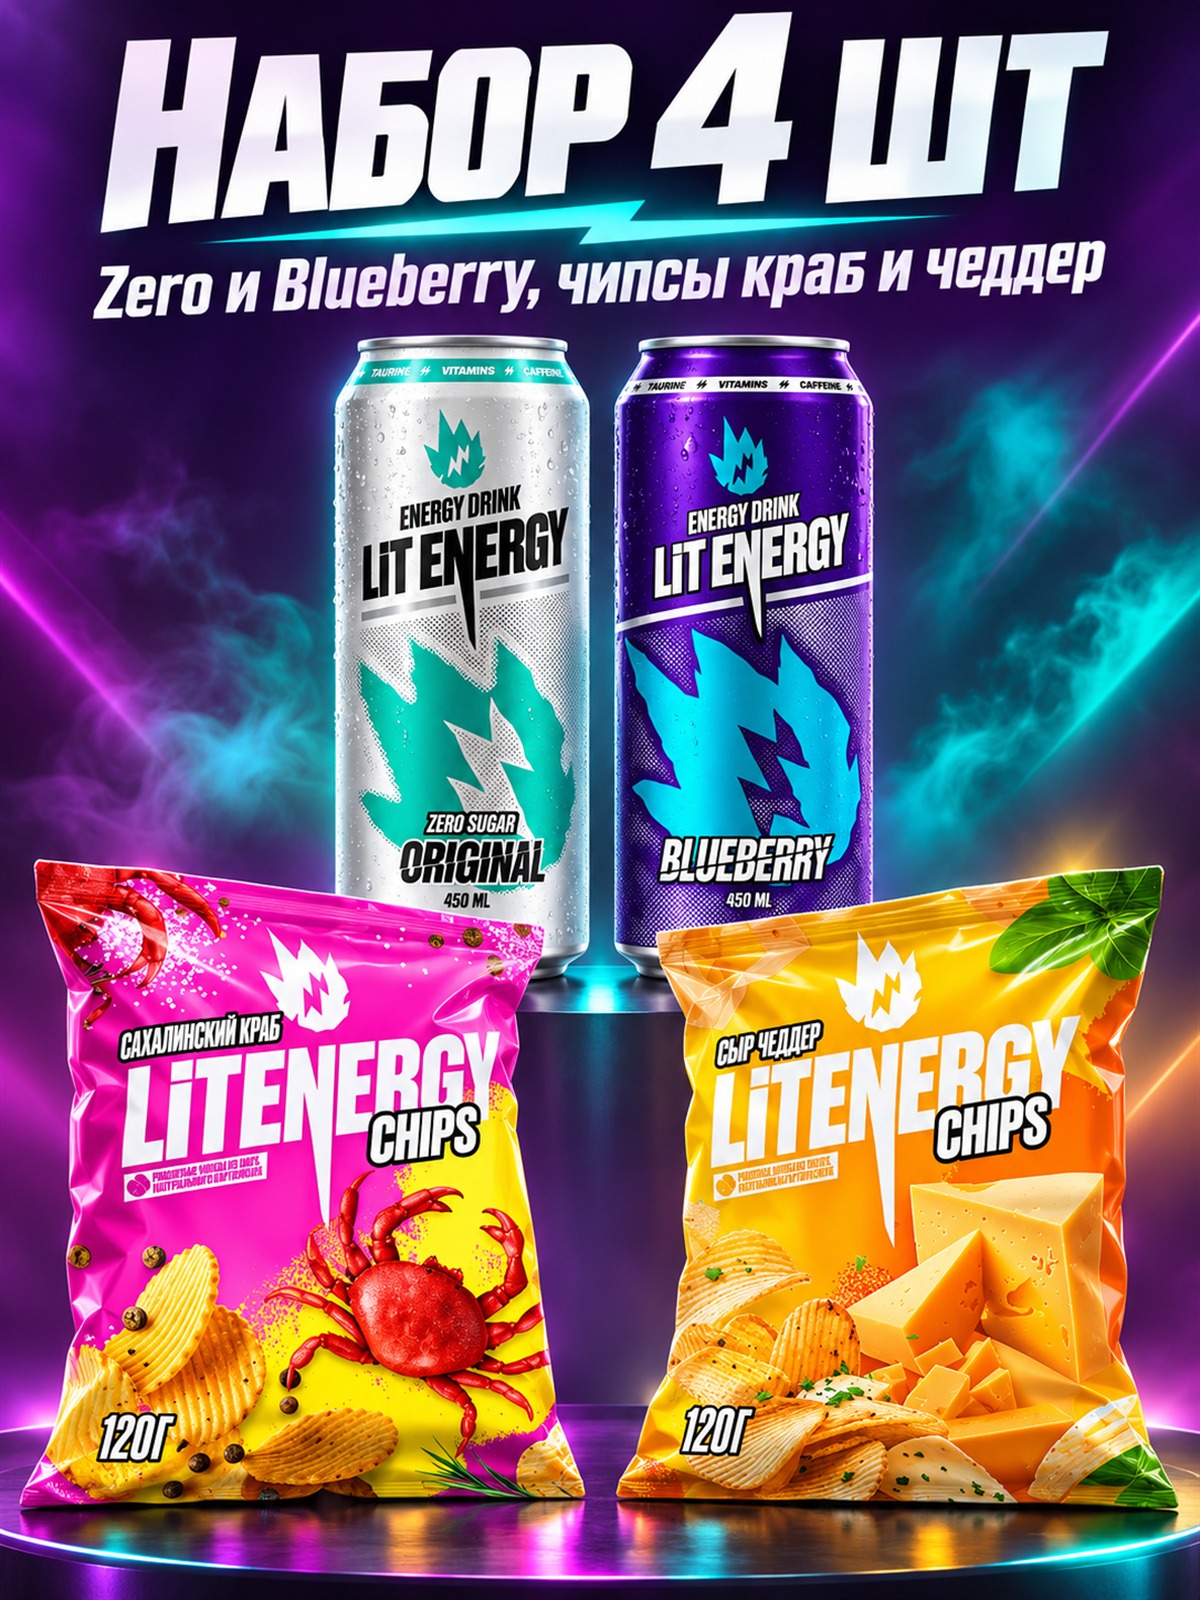 НАБОР 4 ШТ
Zero и Blueberry, чипсы краб и чеддер
TAURINE VITAMINS CAFFEINE
ENERGY DRINK
LIT ENERGY
ZERO SUGAR
ORIGINAL
450 ML
TAURINE VITAMINS CAFFEINE
ENERGY DRINK
LIT ENERGY
BLUEBERRY
450 ML
САХАЛИНСКИЙ КРАБ
LITENERGY
CHIPS
120Г
СЫР ЧЕДДЕР
LITENERGY
CHIPS
120Г